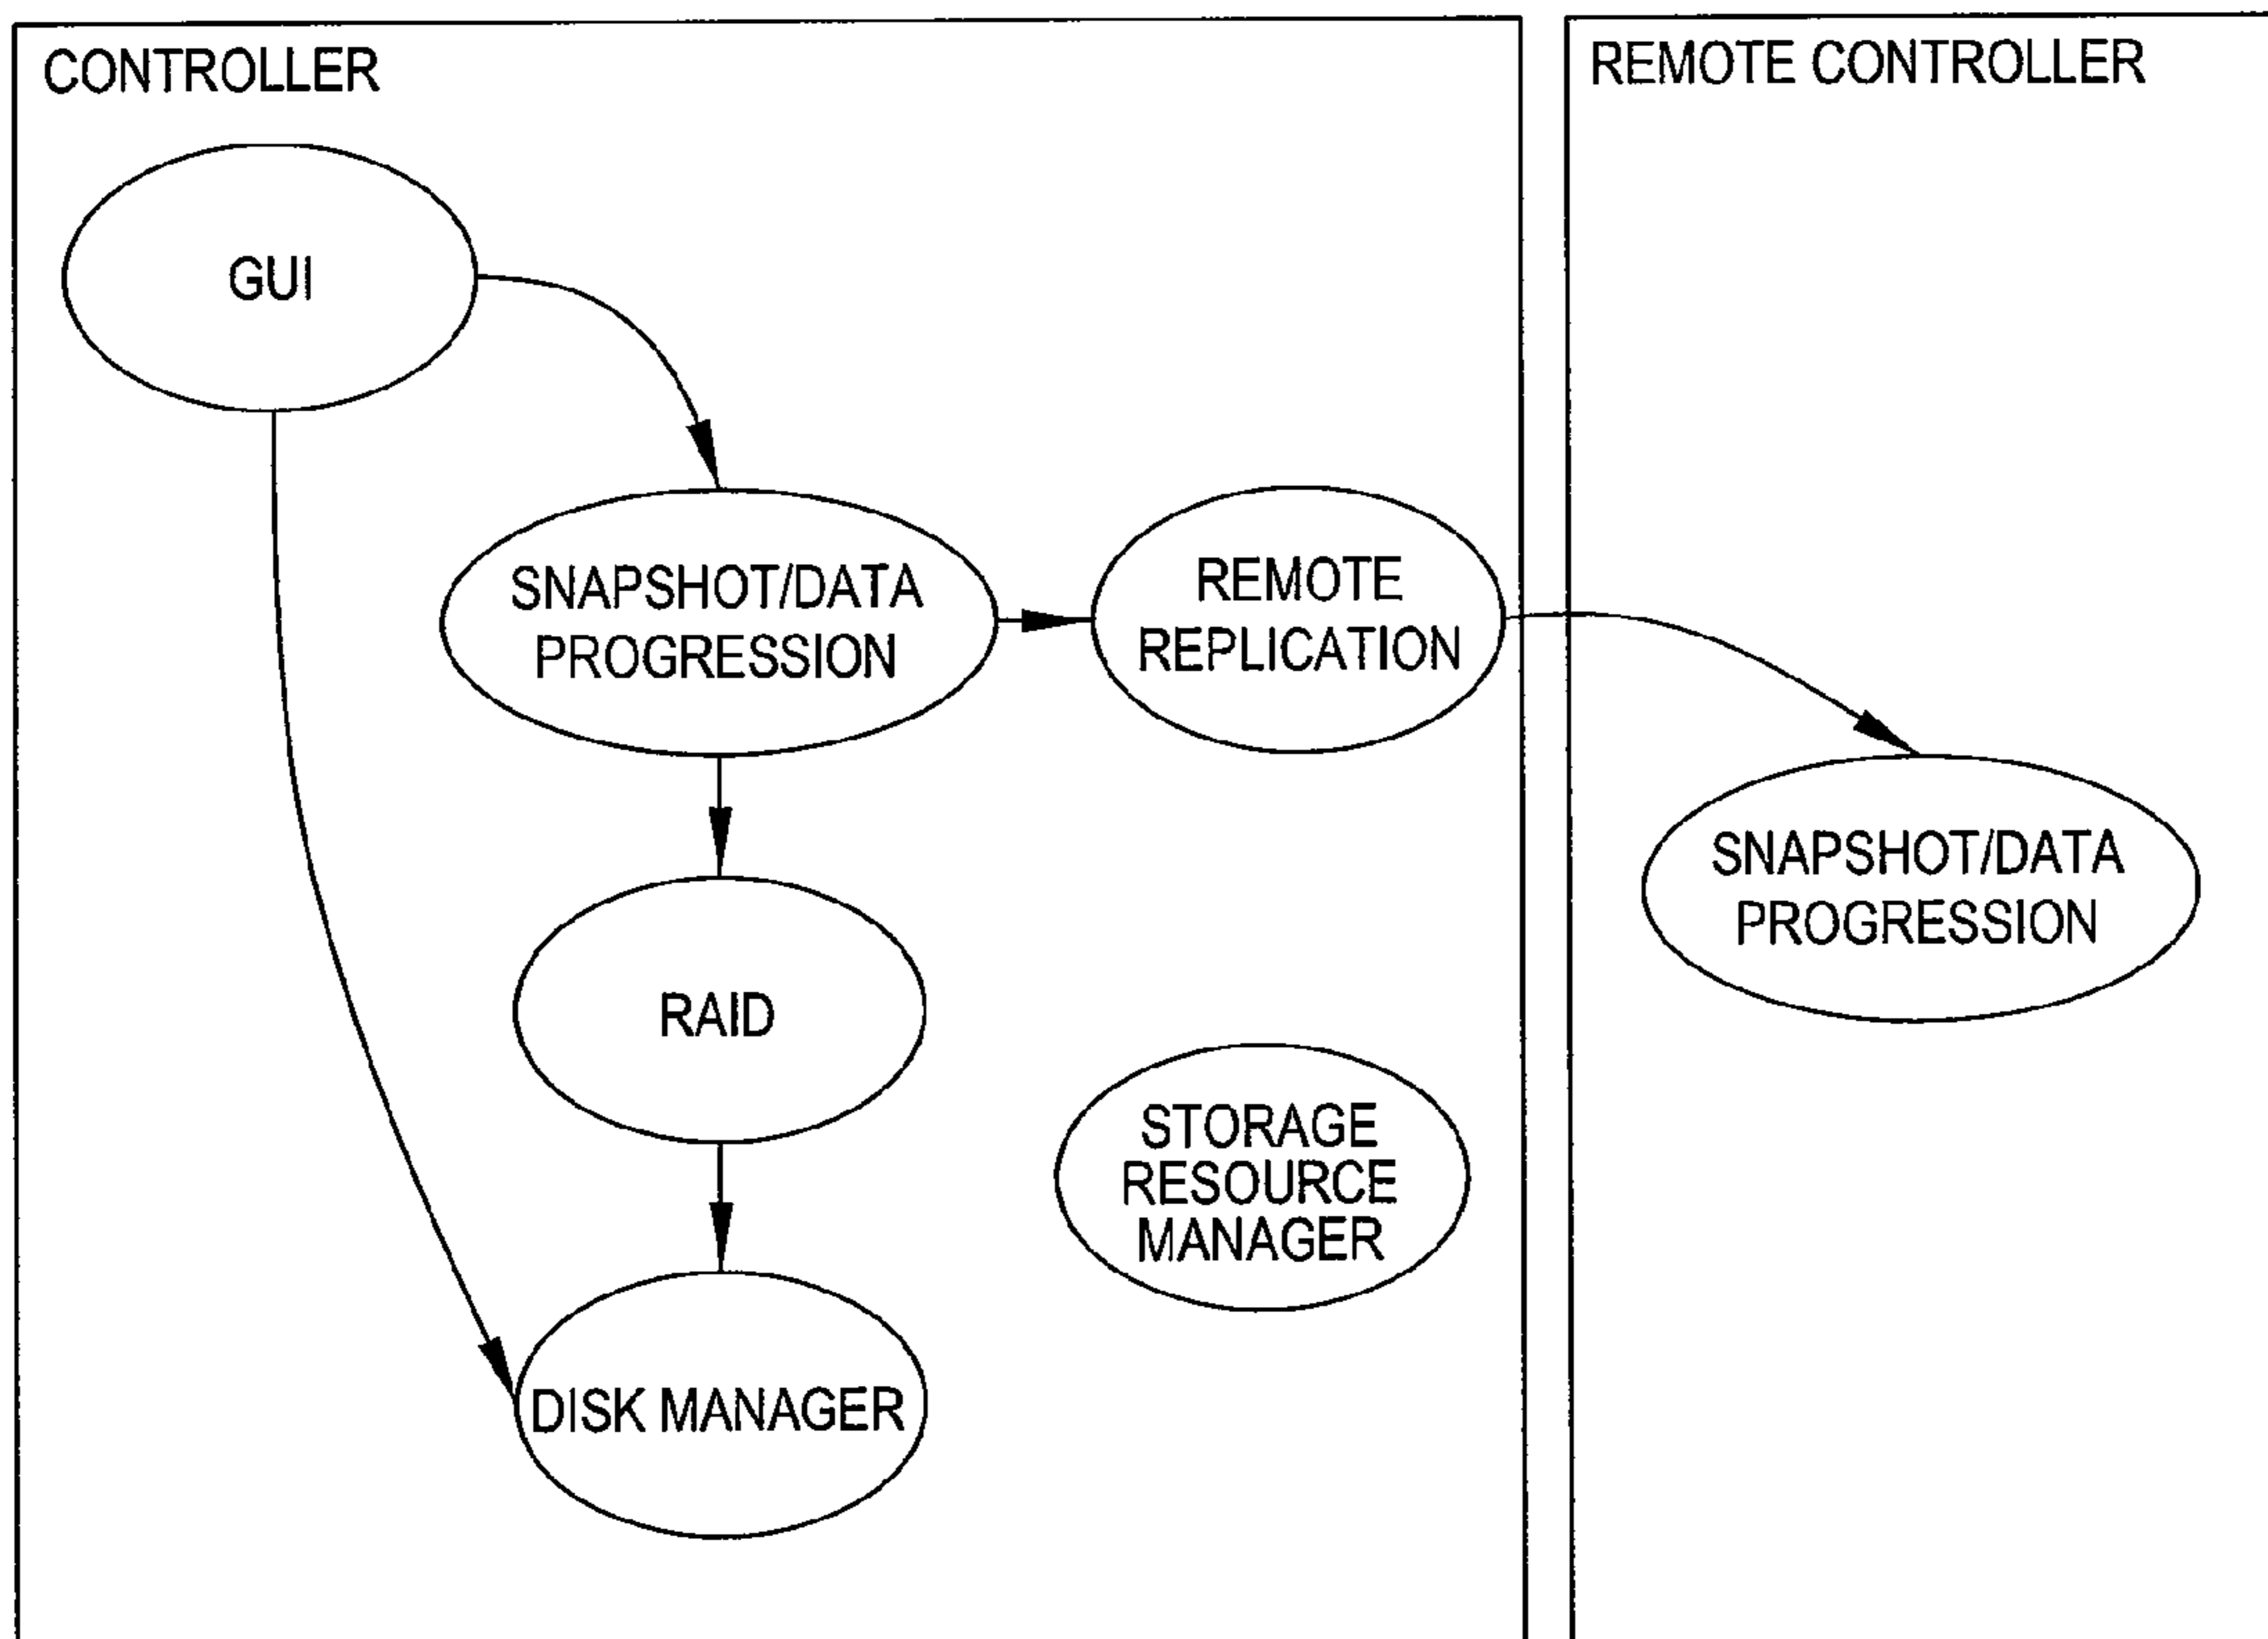 CONTROLLER
REMOTE CONTROLLER
GUI
SNAPSHOT/DATA
PROGRESSION
REMOTE
REPLICATION
SNAPSHOT/DATA
PROGRESSION
RAID
STORAGE
RESOURCE
MANAGER
DISK MANAGER